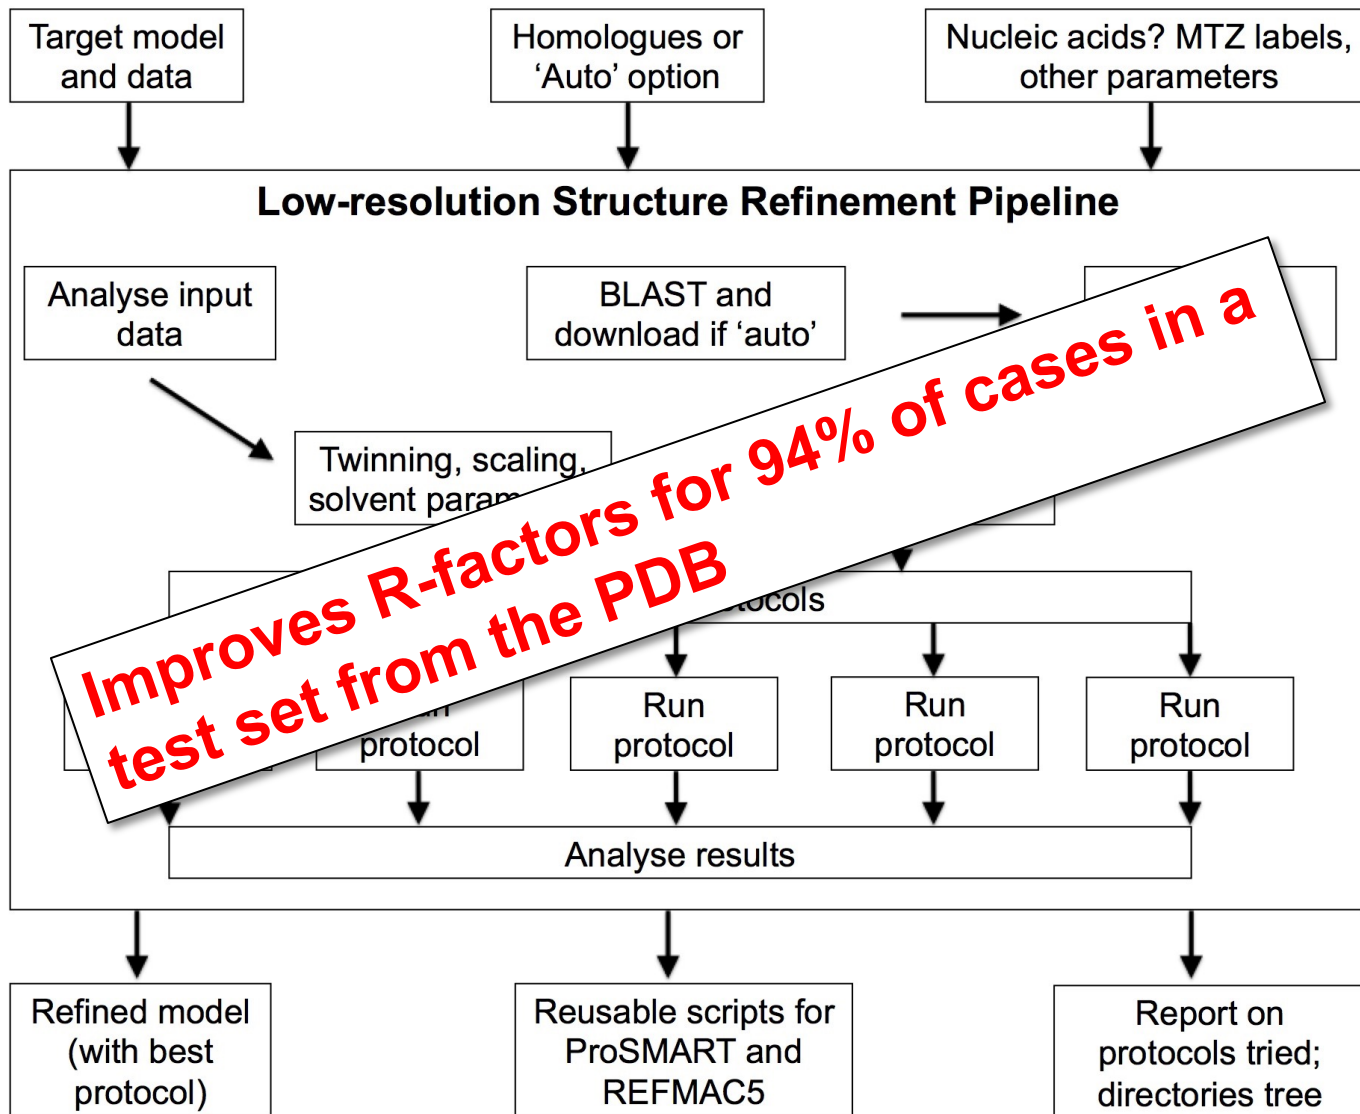 Target model
and data
Homologues or
‘Auto’ option
Nucleic acids? MTZ labels,
other parameters
Low-resolution Structure Refinement Pipeline
Analyse input
data
BLAST and
download if ‘auto’
Twinning, scaling,
solvent
Improves R-factors for 94% of cases in a
test set from the PDB
protocol
Run
protocol
Run
protocol
Run
protocol
Analyse results
Refined model
(with best
protocol)
Reusable scripts for
ProSMART and
REFMAC5
Report on
protocols tried;
directories tree